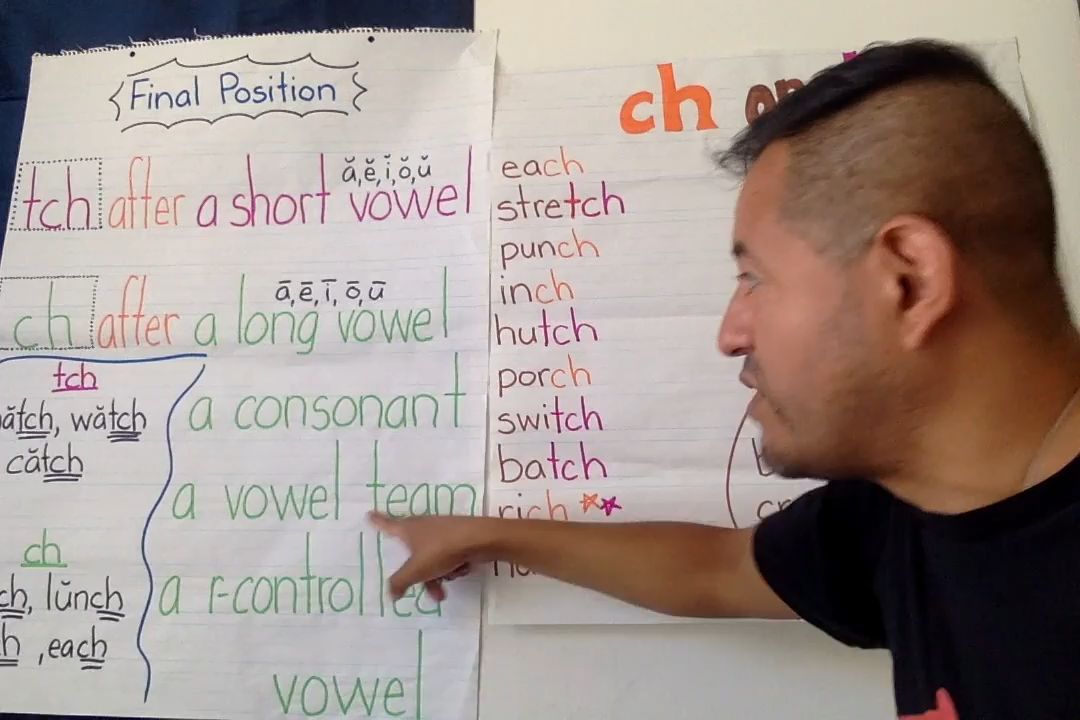 Final Position
tch after a short vowel
ă, ĕ, ĭ, ŏ, ŭ
ch after a long vowel
ā, ē, ī, ō, ū
a consonant
a vowel team
a r-controlled
vowel
tch
wătch
cătch
ch
lŭnch
, each
ch
each
stretch
punch
inch
hutch
porch
switch
batch
rich